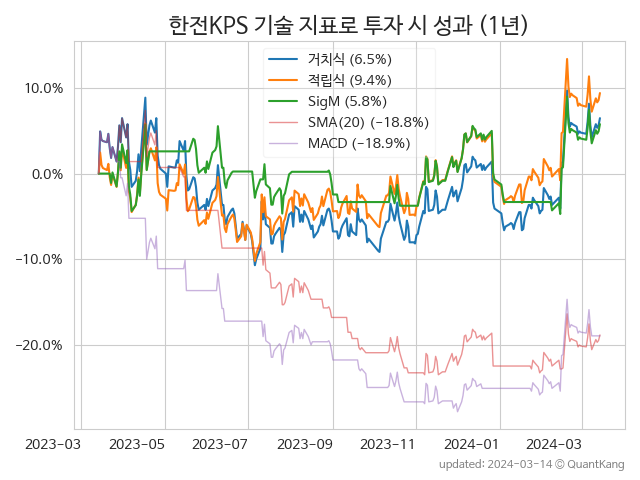 한전KPS 기술 지표로 투자 시 성과 (1년)
거치식 (6.5%)
적립식 (9.4%)
SigM (5.8%)
SMA(20) (−18.8%)
MACD (−18.9%)
10.0%
0.0%
−10.0%
−20.0%
2023-03 2023-05 2023-07 2023-09 2023-11 2024-01 2024-03
updated: 2024-03-14 © QuantKang